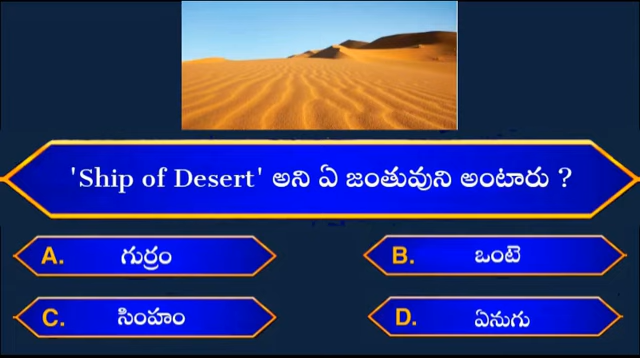 'Ship of Desert' అని ఏ జంతువుని అంటారు ?
A. గుర్రం
B. ఒంటె
C. సింహం
D. ఏనుగు